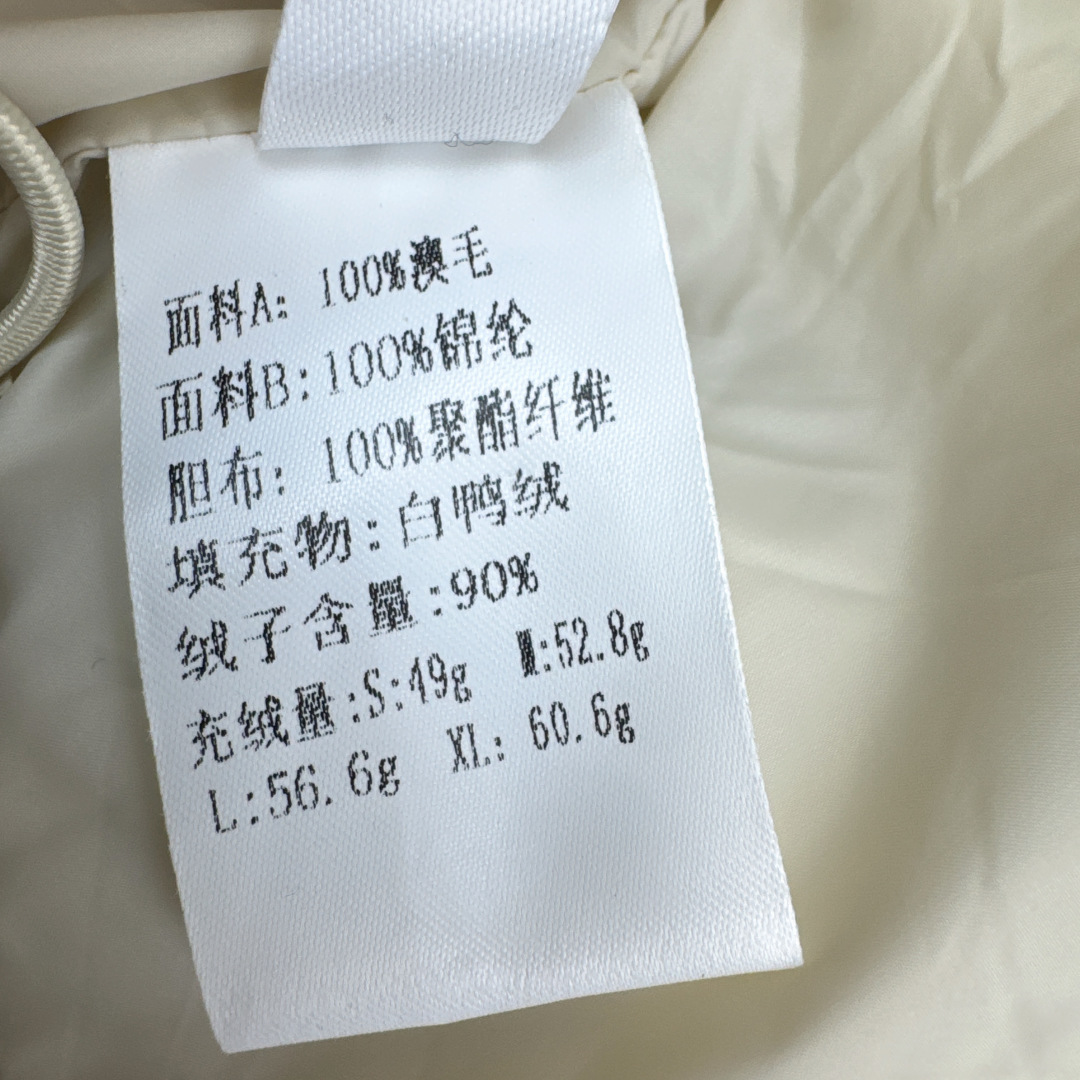 面料A: 100%澳毛
面料B:100%锦纶
胆布: 100%聚酯纤维
填充物:白鸭绒
绒子含量:90%
充绒量:S:49g M:52.8g
L:56.6g XL: 60.6g